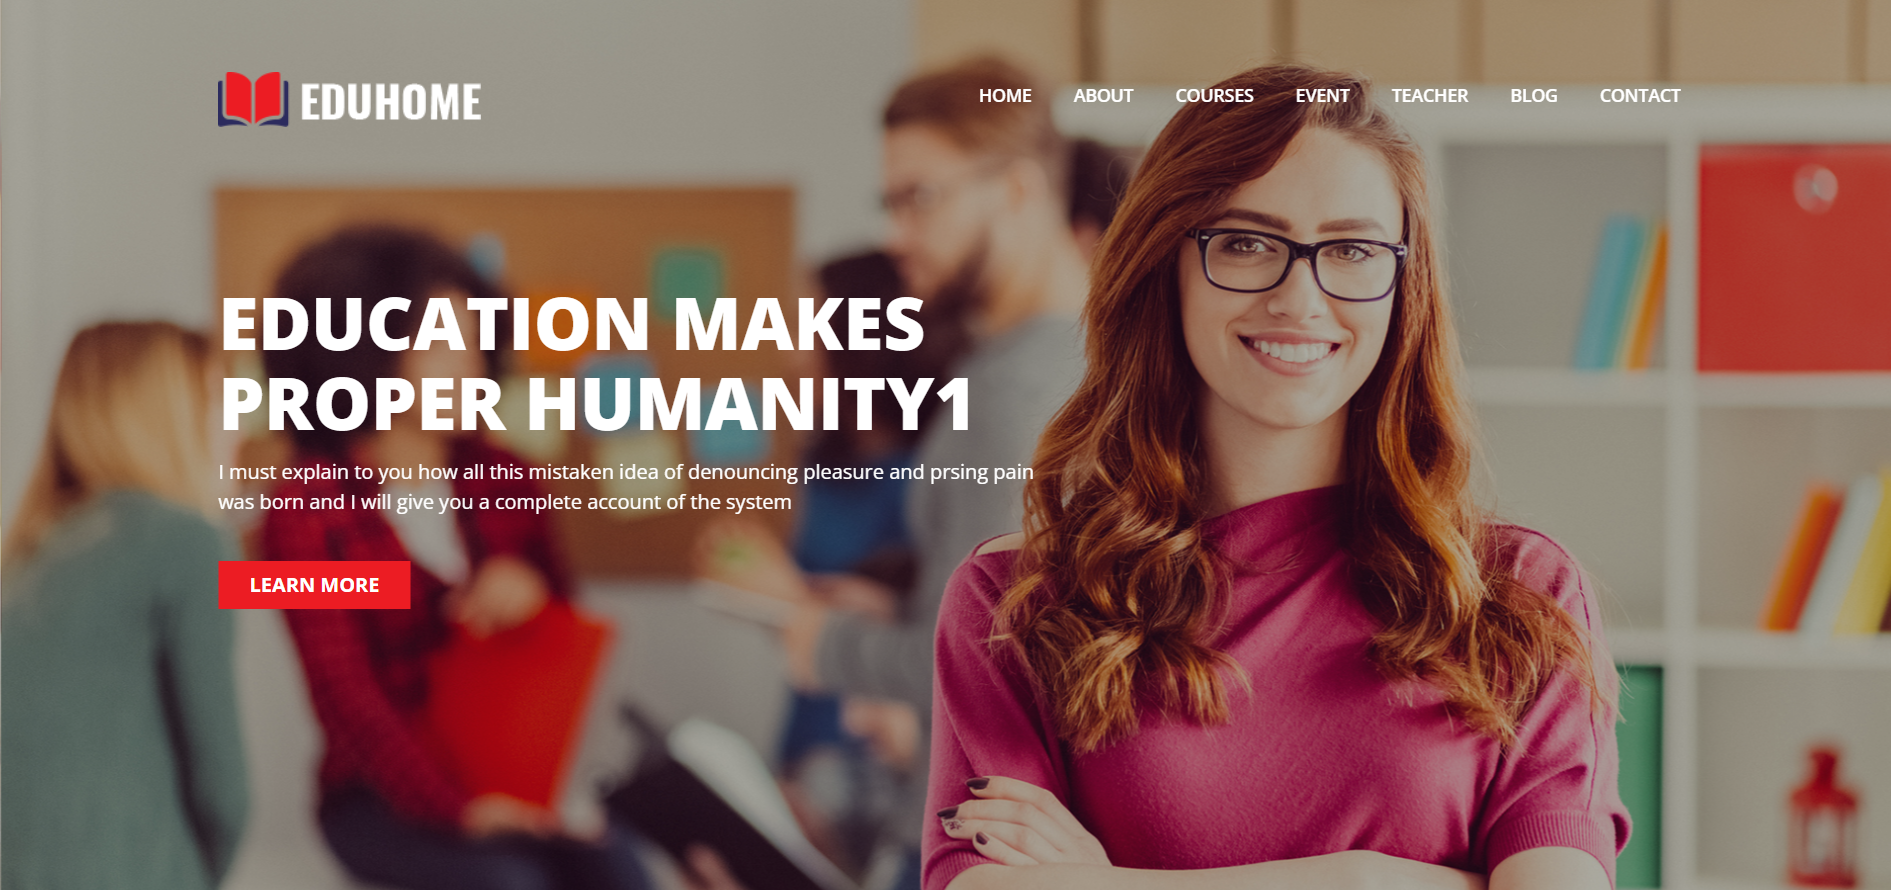 EDUHOME
HOME ABOUT COURSES EVENT TEACHER BLOG CONTACT
EDUCATION MAKES
PROPER HUMANITY1
I must explain to you how all this mistaken idea of denouncing pleasure and prsing pain
was born and I will give you a complete account of the system
LEARN MORE